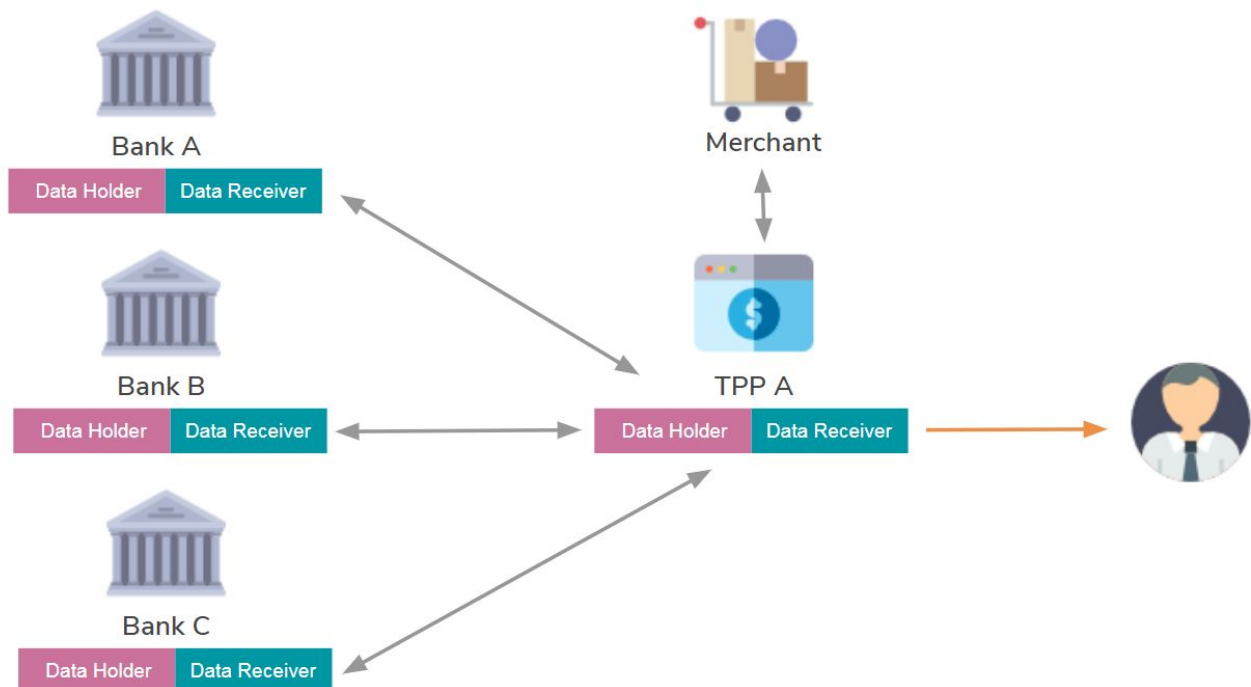 Bank A
Data Holder Data Receiver
Merchant
Bank B
Data Holder Data Receiver
TPP A
Data Holder Data Receiver
Bank C
Data Holder Data Receiver